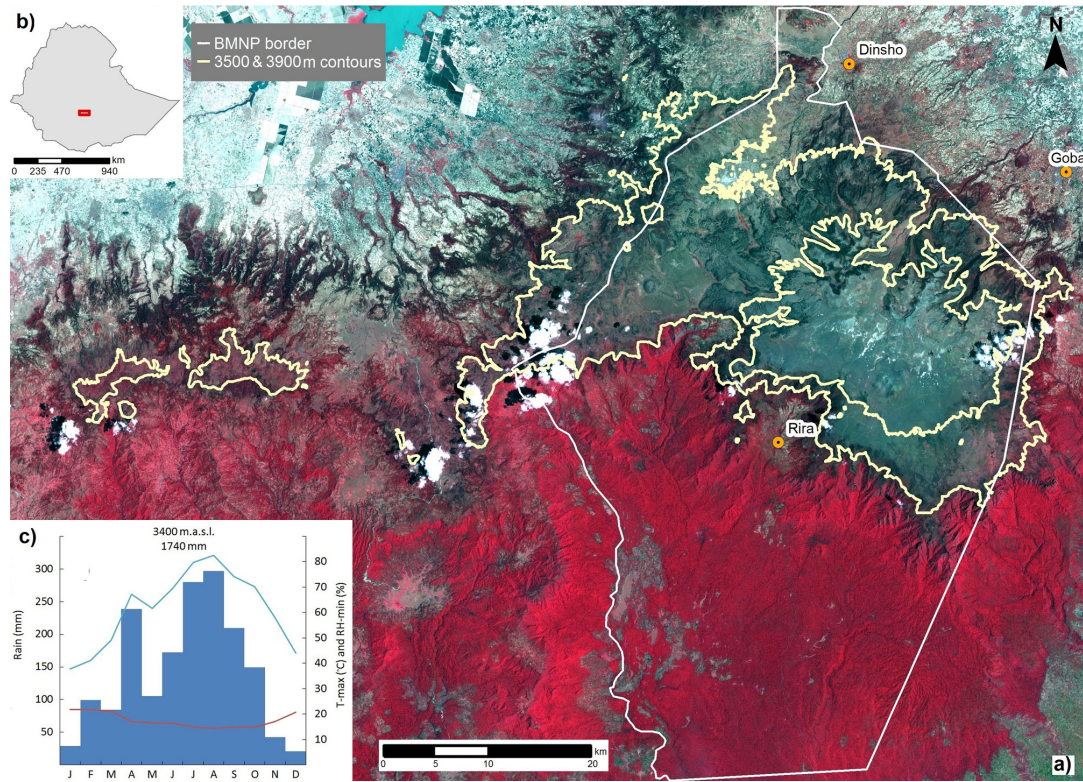 b)
BMNP border
3500 & 3900 m contours
N
Dinsho
Goba
km
0 235 470 940
Rira
c)
3400 m.a.s.l.
1740 mm
300
250
200
150
100
50
Rain (mm)
80
70
60
50
40
30
20
10
T-max (°C) and RH-min (%)
J F M A M J J A S O N D
0 5 10 20
km
a)